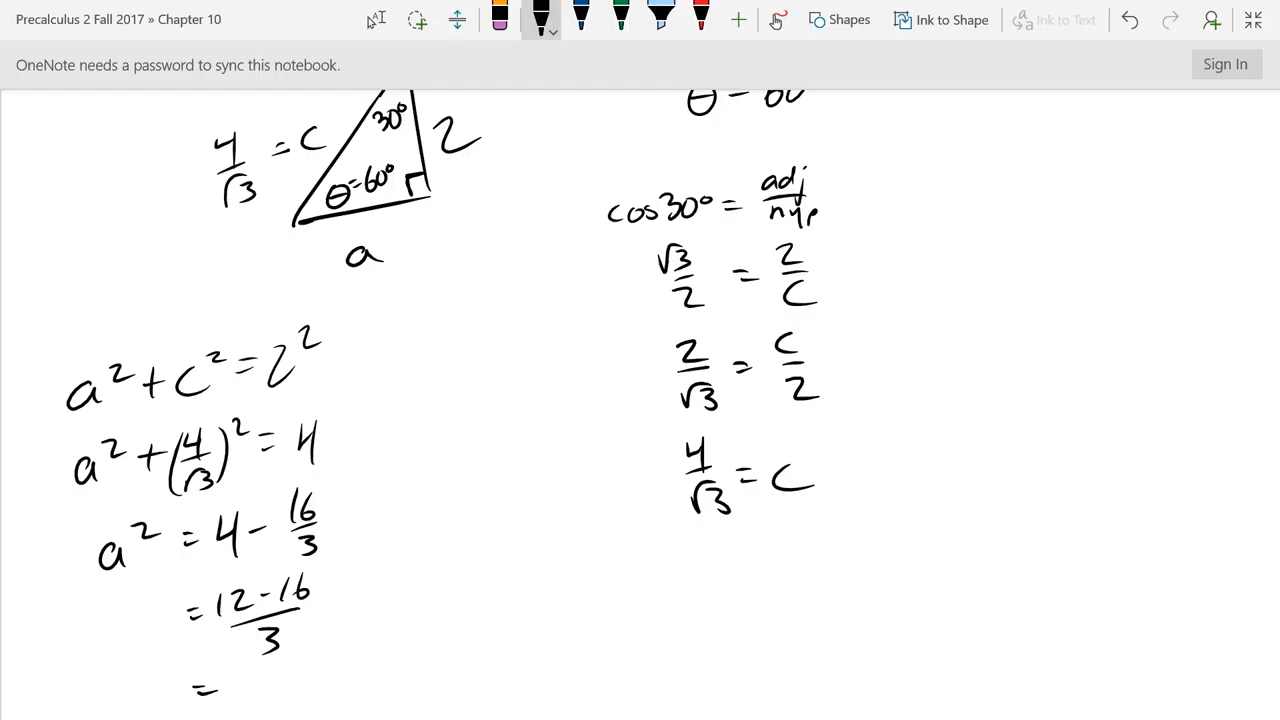 Precalculus 2 Fall 2017 » Chapter 10
Shapes
Ink to Shape
Ink to Text
OneNote needs a password to sync this notebook.
Sign In
4/√3 = c
30°
2
θ=60°
a
θ = 60
cos30° = adj/hyp
√3/2 = 2/c
2/√3 = c/2
4/√3 = c
a² + c² = 2²
a² + (4/√3)² = 4
a² = 4 - 16/3
= 12-16/3
=